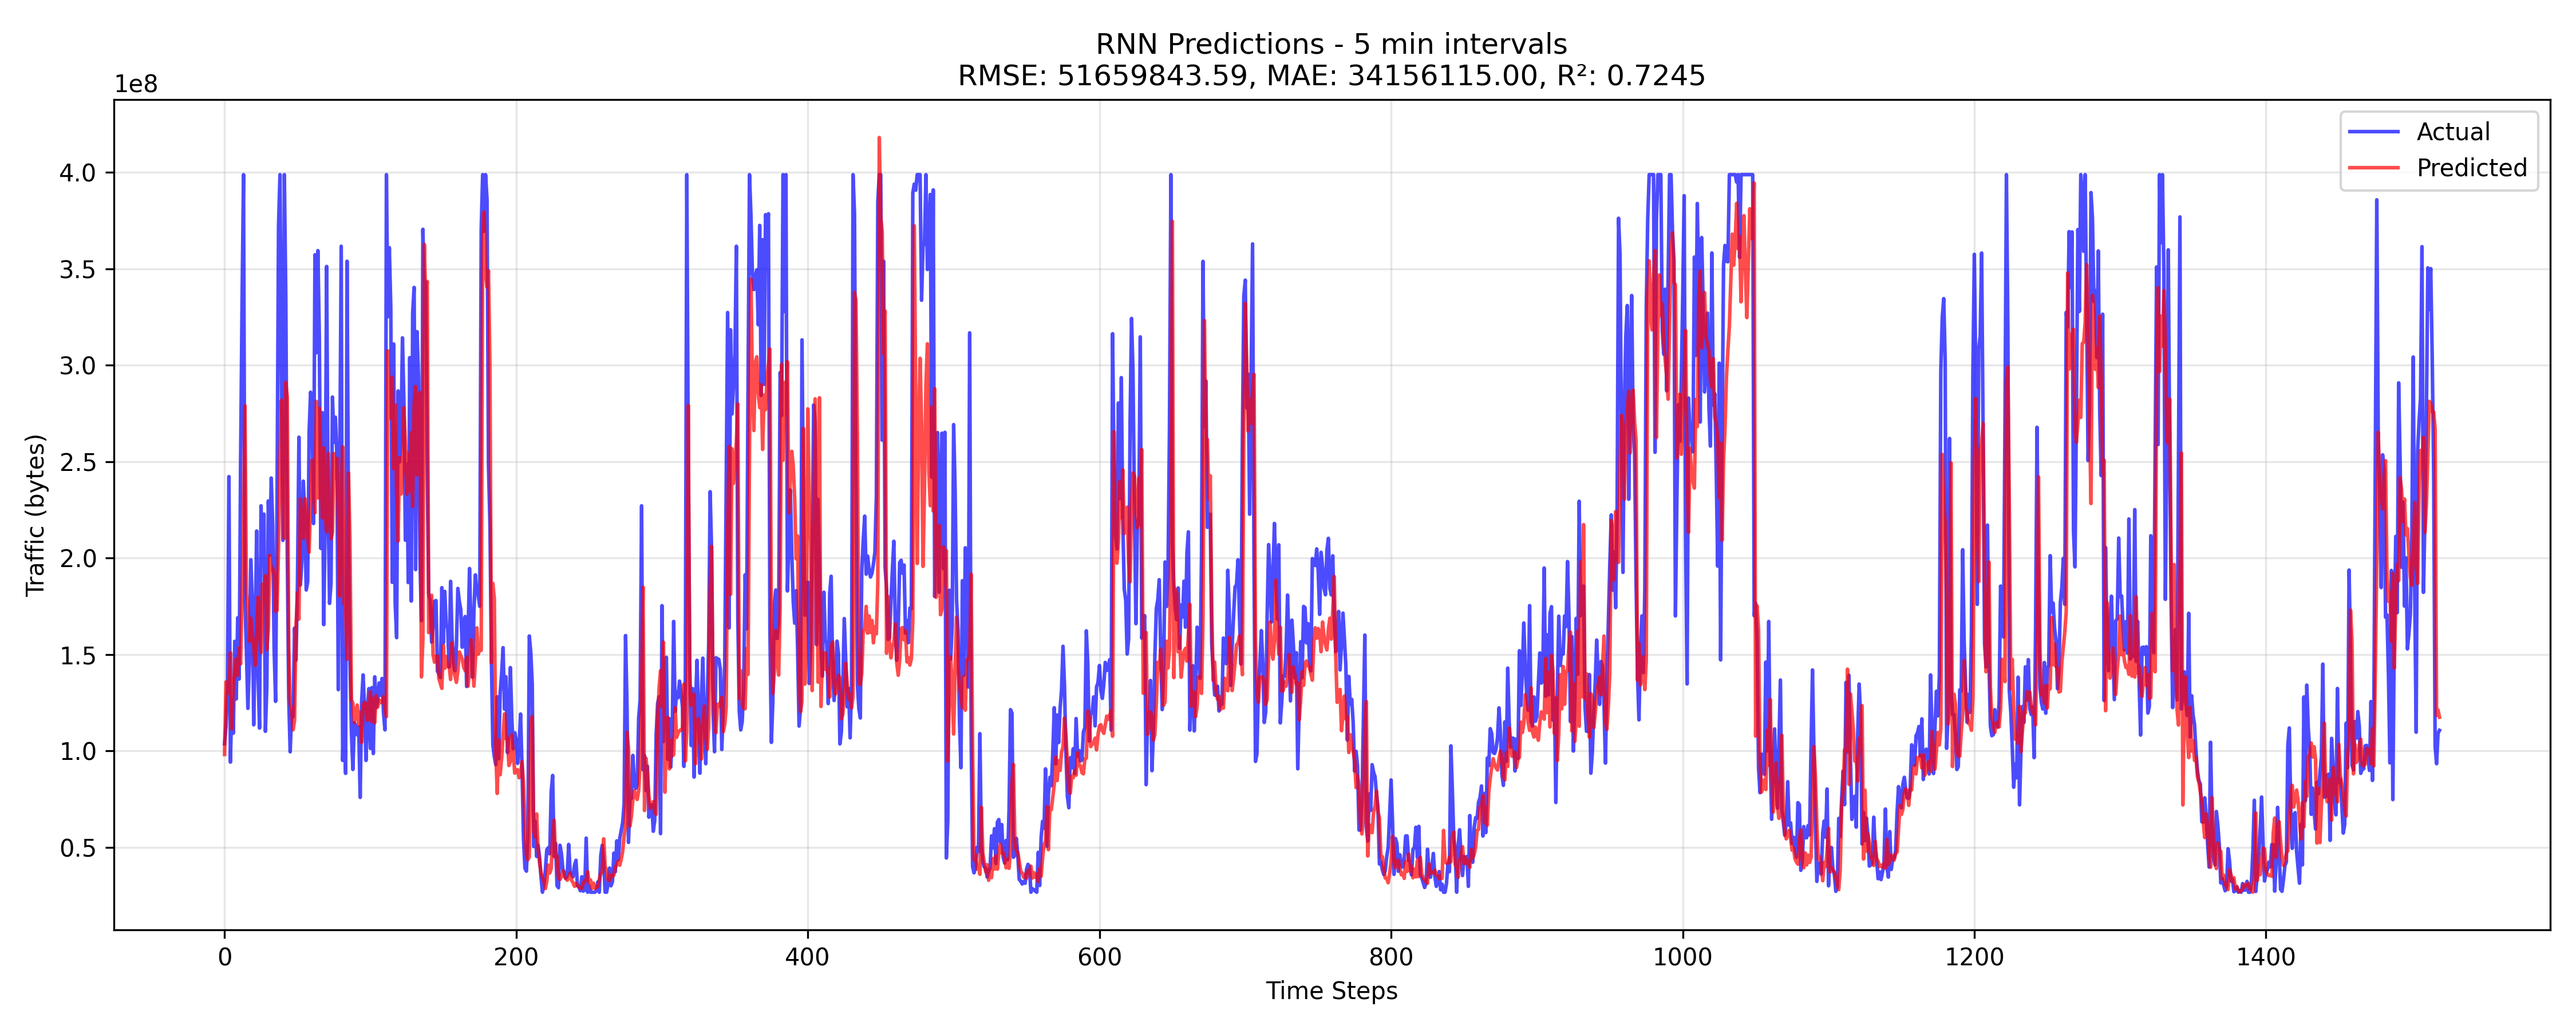 RNN Predictions - 5 min intervals
RMSE: 51659843.59, MAE: 34156115.00, R²: 0.7245
1e8
Actual
Predicted
4.0
3.5
3.0
2.5
2.0
1.5
1.0
0.5
Traffic (bytes)
0 200 400 600 800 1000 1200 1400
Time Steps